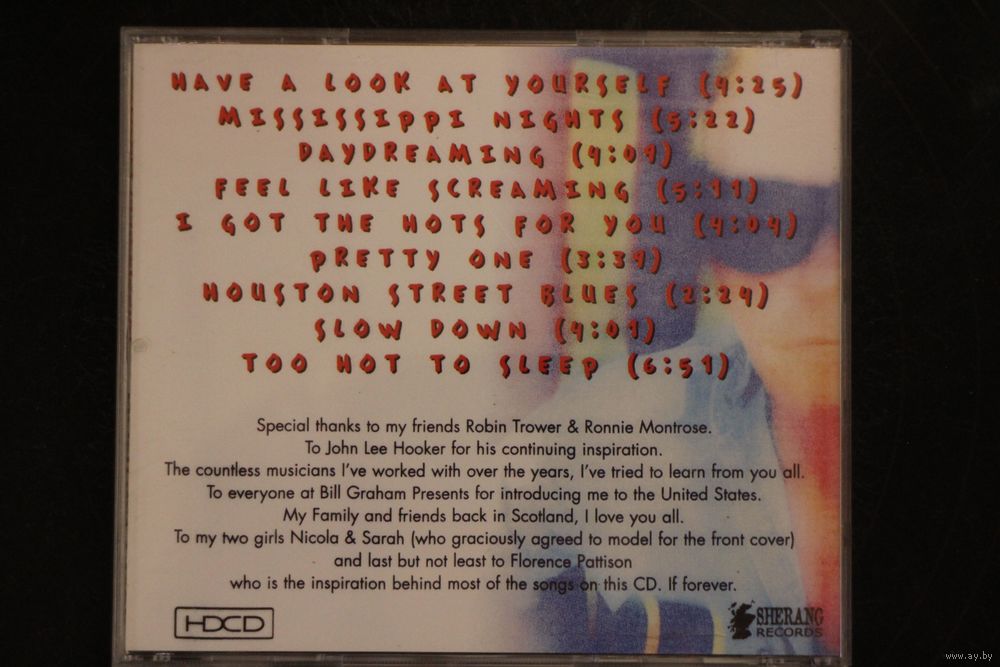 HAVE A LOOK AT YOURSELF (4:25)
MISSISSIPPI NIGHTS (5:22)
DAYDREAMING (4:01)
FEEL LIKE SCREAMING (5:11)
I GOT THE HOTS FOR YOU (4:04)
PRETTY ONE (3:39)
HOUSTON STREET BLUES (2:24)
SLOW DOWN (4:01)
TOO HOT TO SLEEP (6:51)
Special thanks to my friends Robin Trower & Ronnie Montrose.
To John Lee Hooker for his continuing inspiration.
The countless musicians I've worked with over the years, I've tried to learn from you all.
To everyone at Bill Graham Presents for introducing me to the United States.
My Family and friends back in Scotland, I love you all.
To my two girls Nicola & Sarah (who graciously agreed to model for the front cover)
and last but not least to Florence Pattison
who is the inspiration behind most of the songs on this CD. If forever.
HDCD
SHERANG
RECORDS
www.ay.by